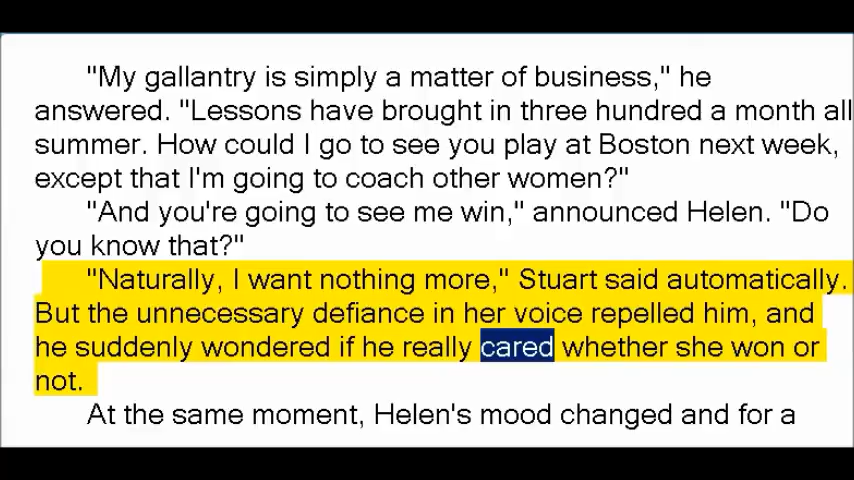 "My gallantry is simply a matter of business," he
answered. "Lessons have brought in three hundred a month all
summer. How could I go to see you play at Boston next week,
except that I'm going to coach other women?"
"And you're going to see me win," announced Helen. "Do
you know that?"
"Naturally, I want nothing more," Stuart said automatically.
But the unnecessary defiance in her voice repelled him, and
he suddenly wondered if he really cared whether she won or
not.
At the same moment, Helen's mood changed and for a